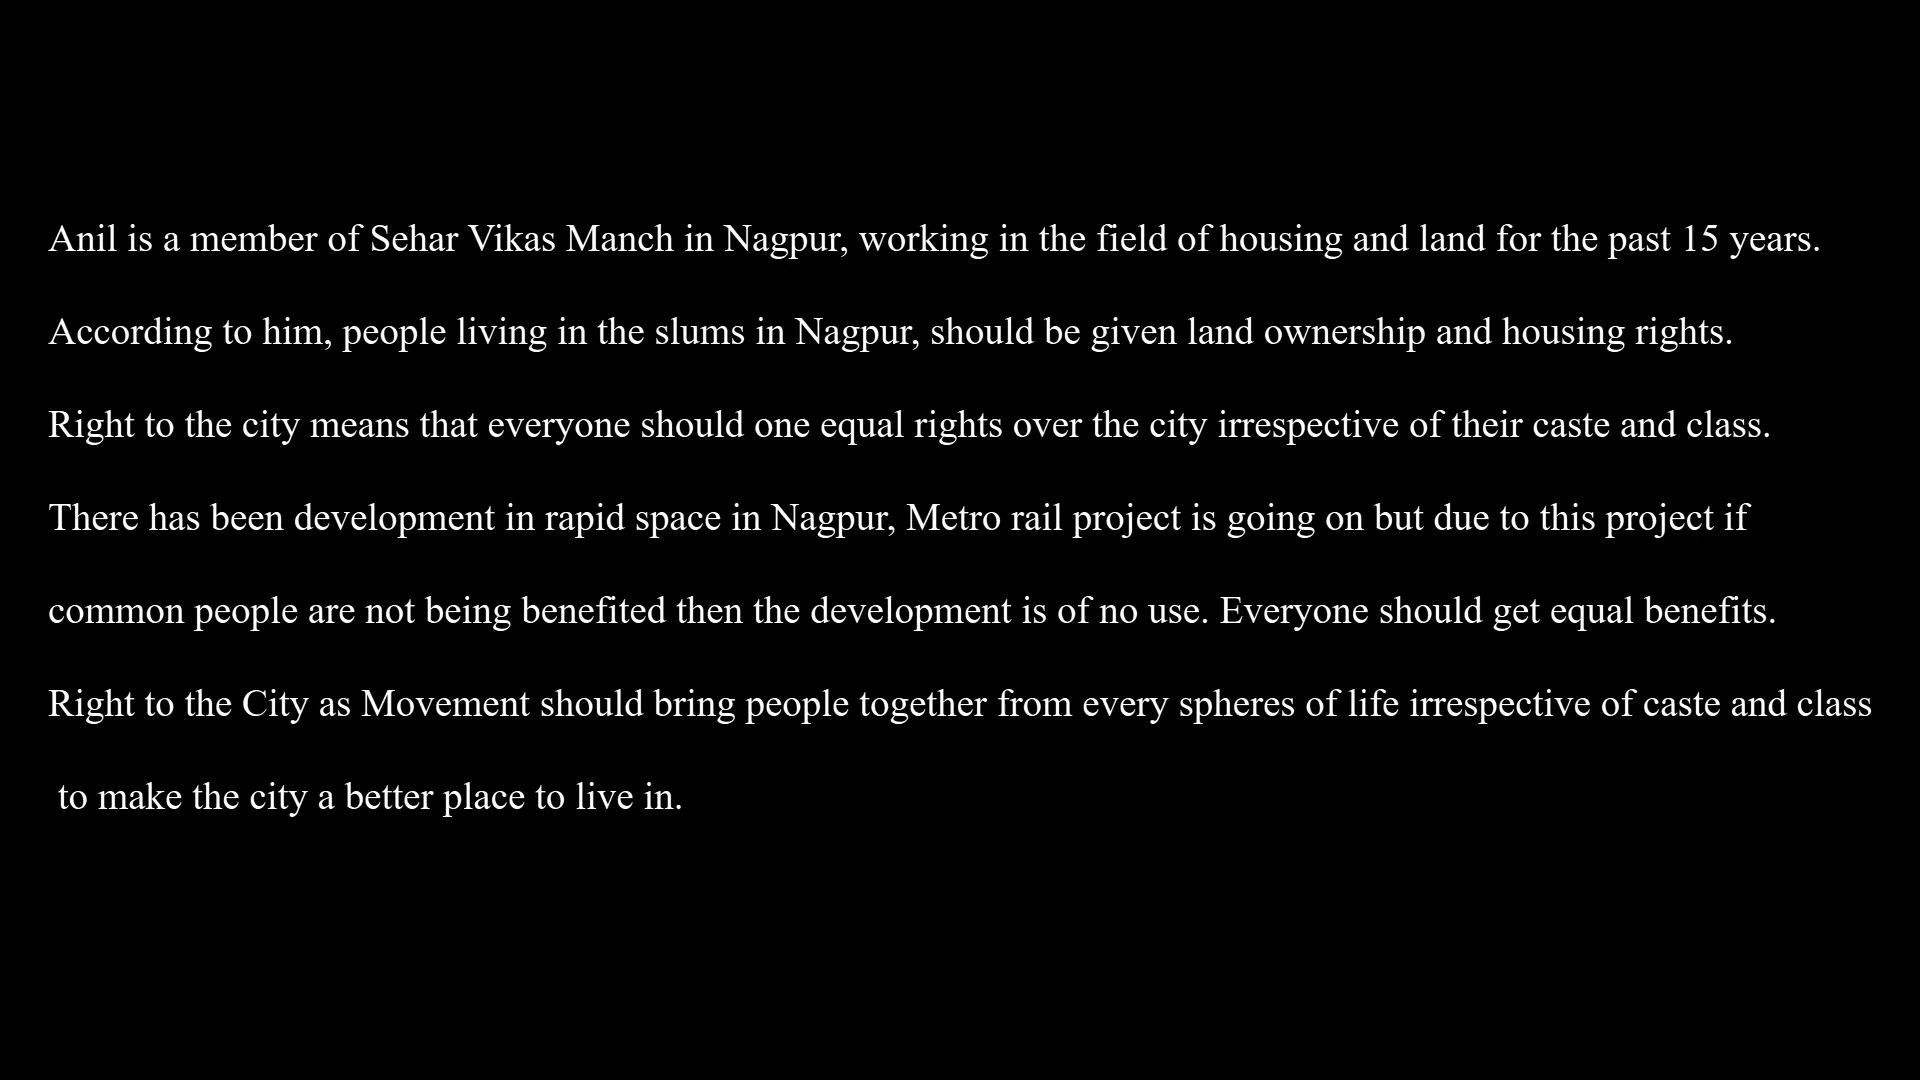 Anil is a member of Sehar Vikas Manch in Nagpur, working in the field of housing and land for the past 15 years.
According to him, people living in the slums in Nagpur, should be given land ownership and housing rights.
Right to the city means that everyone should one equal rights over the city irrespective of their caste and class.
There has been development in rapid space in Nagpur, Metro rail project is going on but due to this project if
common people are not being benefited then the development is of no use. Everyone should get equal benefits.
Right to the City as Movement should bring people together from every spheres of life irrespective of caste and class
to make the city a better place to live in.